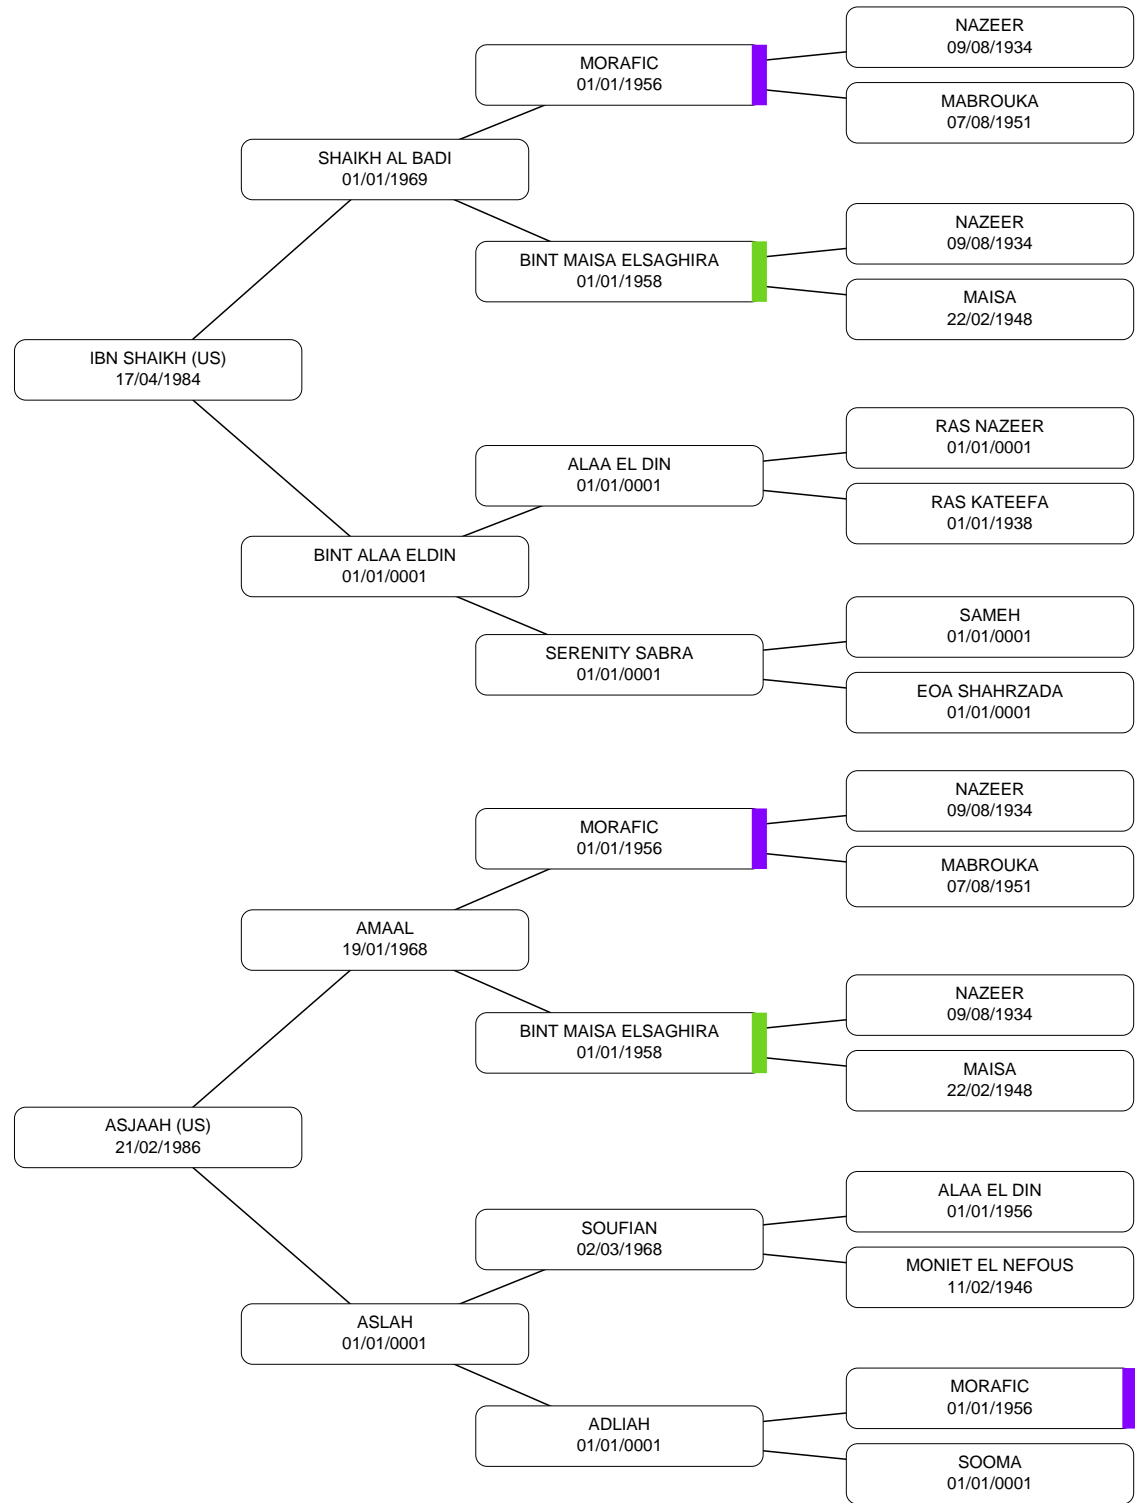 NAZEER
09/08/1934
MORAFIC
01/01/1956
MABROUKA
07/08/1951
SHAIKH AL BADI
01/01/1969
NAZEER
09/08/1934
BINT MAISA ELSAGHIRA
01/01/1958
MAISA
22/02/1948
IBN SHAIKH (US)
17/04/1984
RAS NAZEER
01/01/0001
ALAA EL DIN
01/01/0001
RAS KATEEFA
01/01/1938
BINT ALAA ELDIN
01/01/0001
SAMEH
01/01/0001
SERENITY SABRA
01/01/0001
EOA SHAHRZADA
01/01/0001
NAZEER
09/08/1934
MORAFIC
01/01/1956
MABROUKA
07/08/1951
AMAAL
19/01/1968
NAZEER
09/08/1934
BINT MAISA ELSAGHIRA
01/01/1958
MAISA
22/02/1948
ASJAAH (US)
21/02/1986
ALAA EL DIN
01/01/1956
SOUFIAN
02/03/1968
MONIET EL NEFOUS
11/02/1946
ASLAH
01/01/0001
MORAFIC
01/01/1956
ADLIAH
01/01/0001
SOOMA
01/01/0001